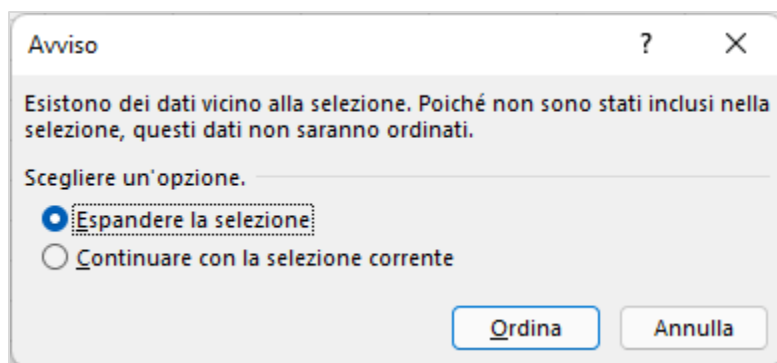 Avviso
?
Esistono dei dati vicino alla selezione. Poiché non sono stati inclusi nella
selezione, questi dati non saranno ordinati.
Scegliere un'opzione.
Espandere la selezione
Continuare con la selezione corrente
Ordina
Annulla